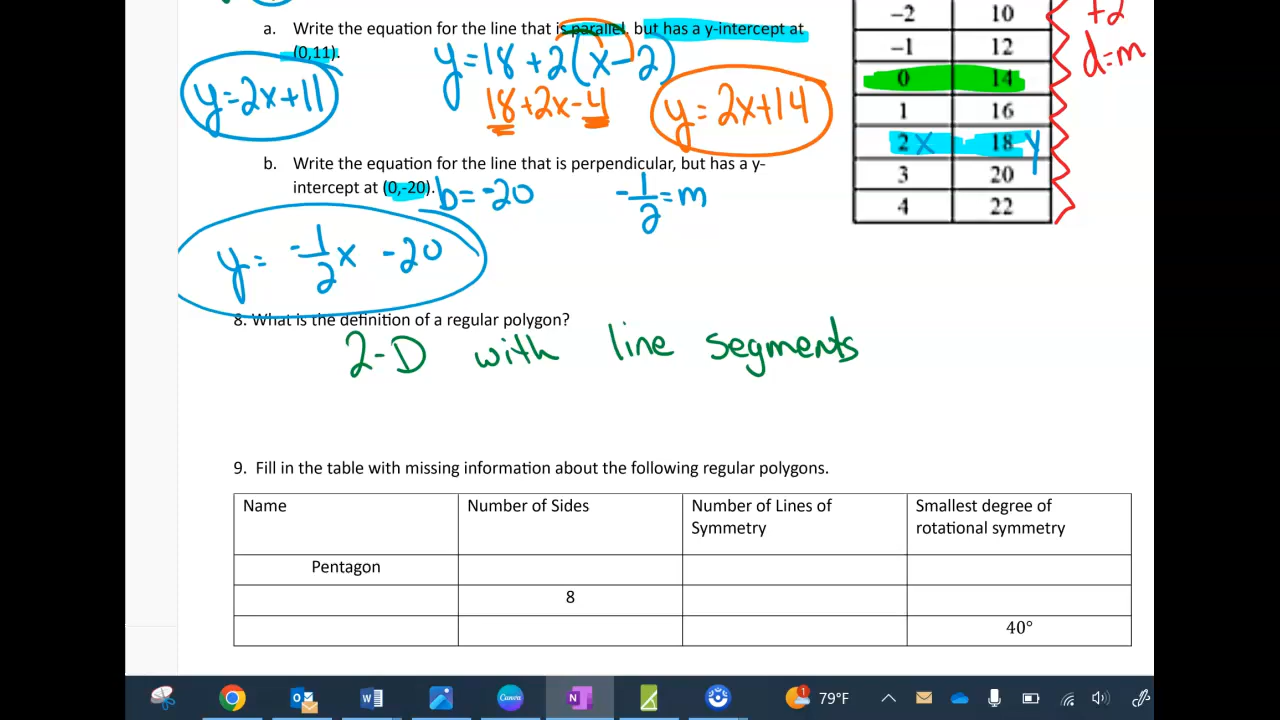 a. Write the equation for the line that is parallel, but has a y-intercept at
(0,11).
y=2x+11
y=18+2(x-2)
18+2x-4
y=2x+14
b. Write the equation for the line that is perpendicular, but has a y-
intercept at (0,-20).
b=-20
-1/2=m
y=-1/2x-20
-2 10
-1 12
0 14
1 16
2 x 18 y
3 20
4 22
+2
d=m
8. What is the definition of a regular polygon?
2-D with line segments
9. Fill in the table with missing information about the following regular polygons.
Name Number of Sides Number of Lines of Symmetry Smallest degree of rotational symmetry
Pentagon
8
40°
Canva
N
W
1
79°F